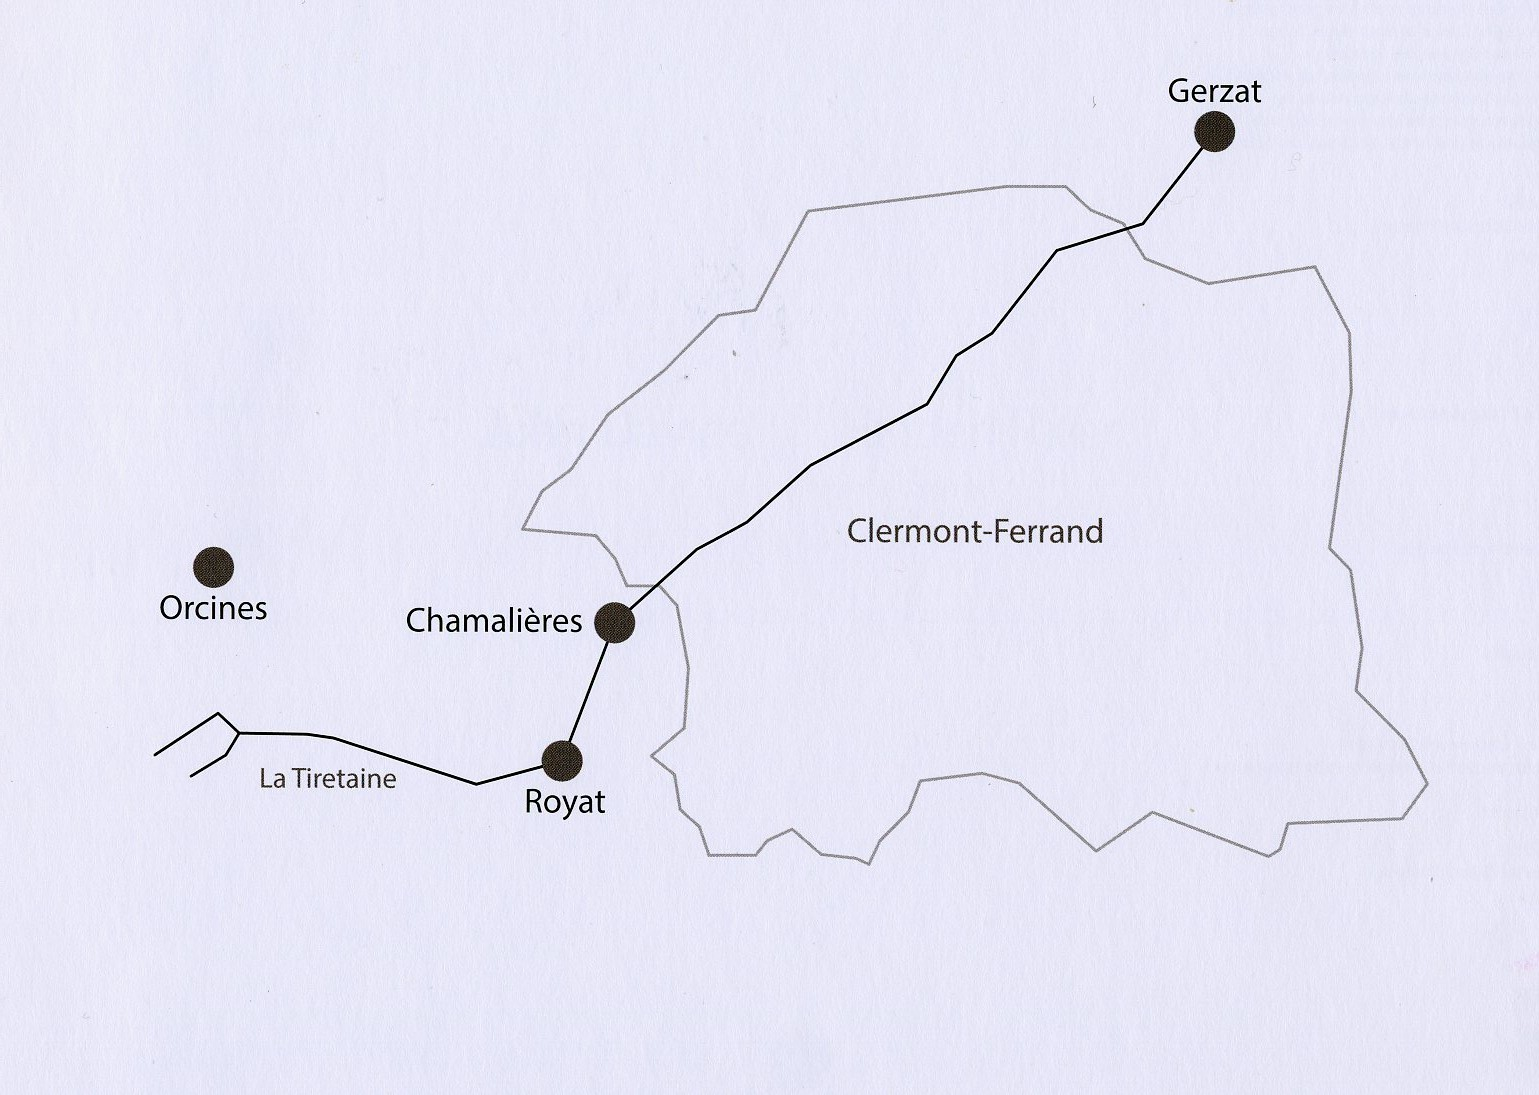 Gerzat
Clermont-Ferrand
Orcines
Chamalières
La Tiretaine
Royat